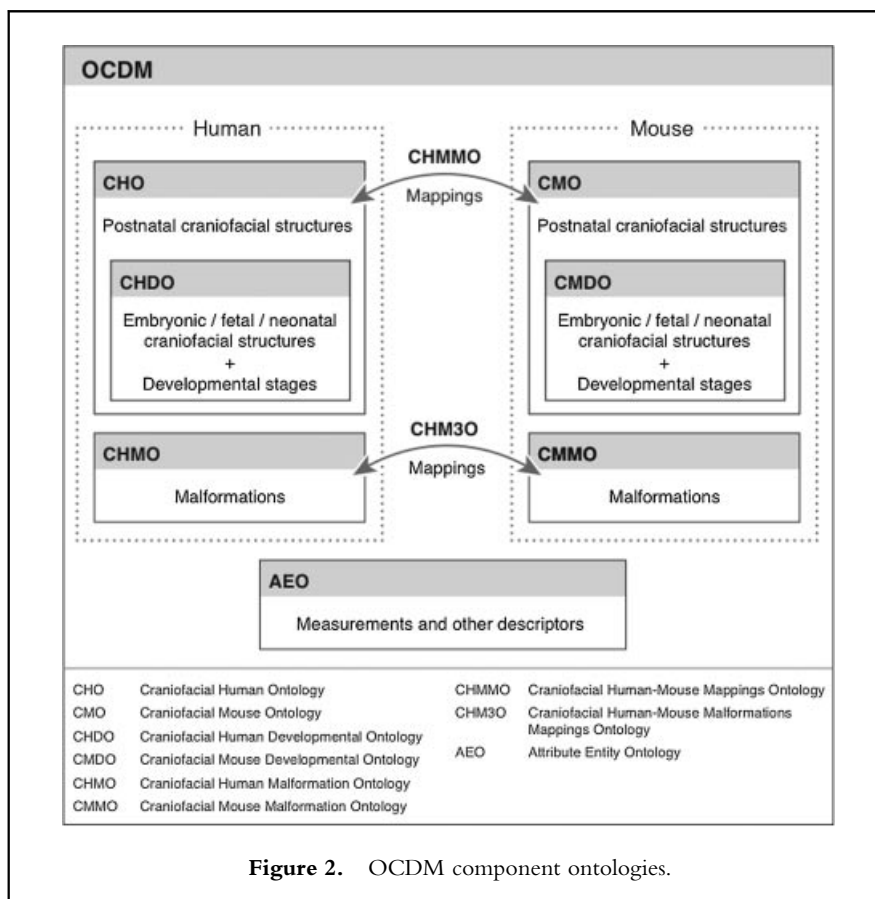 OCDM
Human
Mouse
CHMMO
Mappings
CHO
Postnatal craniofacial structures
CHDO
Embryonic / fetal / neonatal
craniofacial structures
+
Developmental stages
CMO
Postnatal craniofacial structures
CMDO
Embryonic / fetal / neonatal
craniofacial structures
+
Developmental stages
CHM3O
Mappings
CHMO
Malformations
CMMO
Malformations
AEO
Measurements and other descriptors
CHO Craniofacial Human Ontology
CMO Craniofacial Mouse Ontology
CHDO Craniofacial Human Developmental Ontology
CMDO Craniofacial Mouse Developmental Ontology
CHMO Craniofacial Human Malformation Ontology
CMMO Craniofacial Mouse Malformation Ontology
CHMMO Craniofacial Human-Mouse Mappings Ontology
CHM3O Craniofacial Human-Mouse Malformations
Mappings Ontology
AEO Attribute Entity Ontology
Figure 2. OCDM component ontologies.